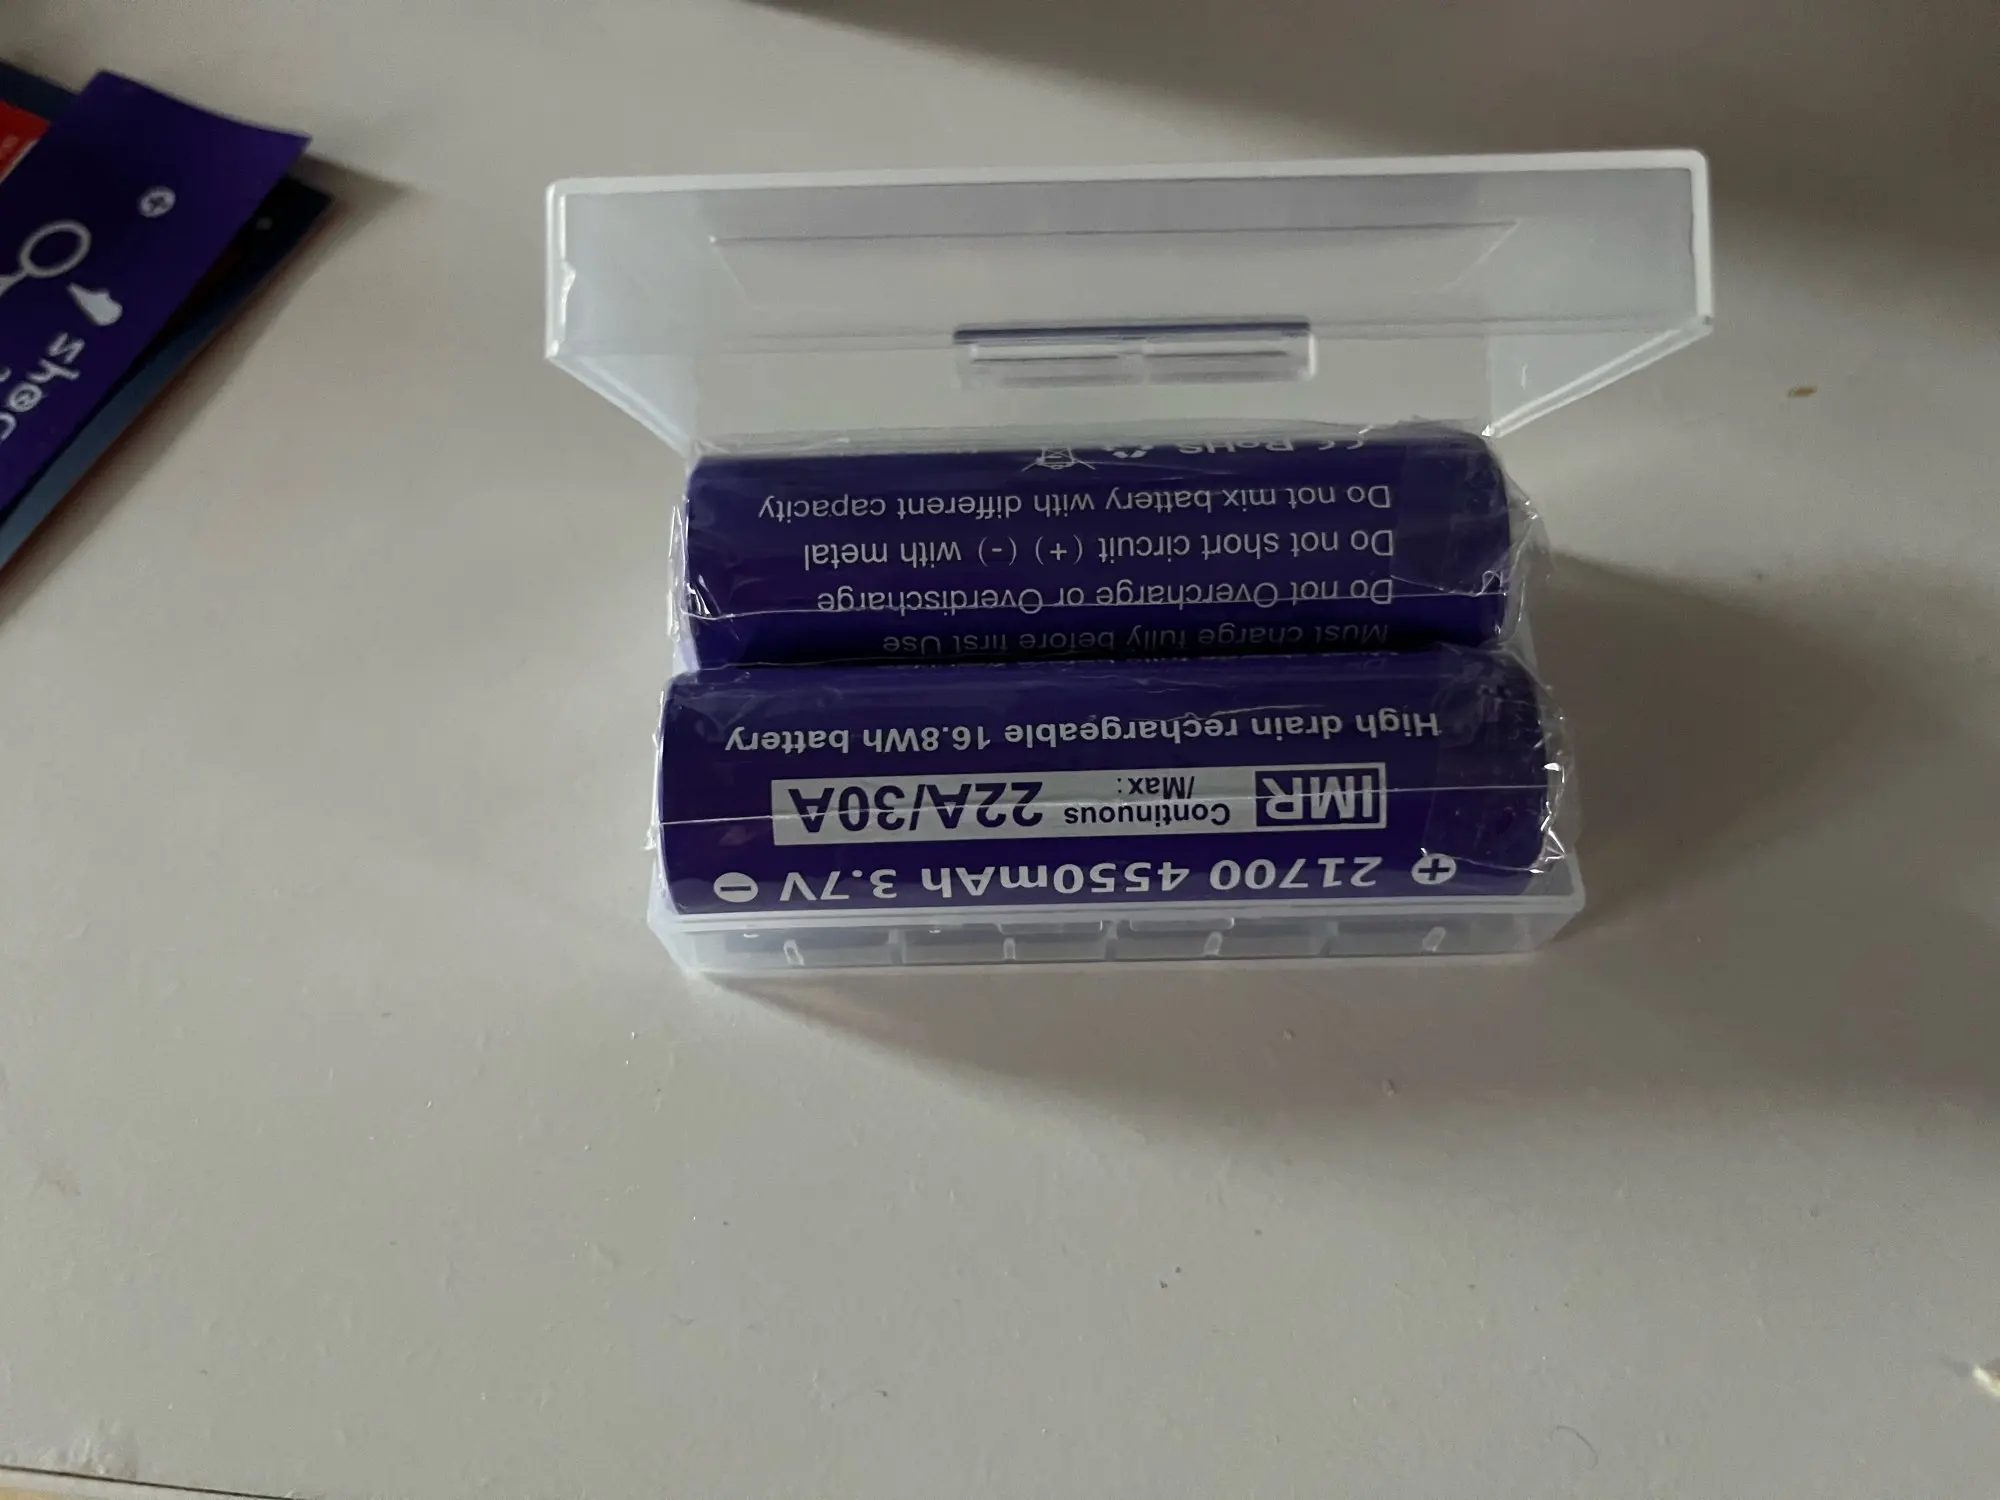 + 21700 4550mAh 3.7V −
IMR Continuous /Max: 22A/30A
High drain rechargeable 16.8Wh battery
Must charge fully before first Use
Do not Overcharge or Overdischarge
Do not short circuit (+) (-) with metal
Do not mix battery with different capacity
CE RoHS